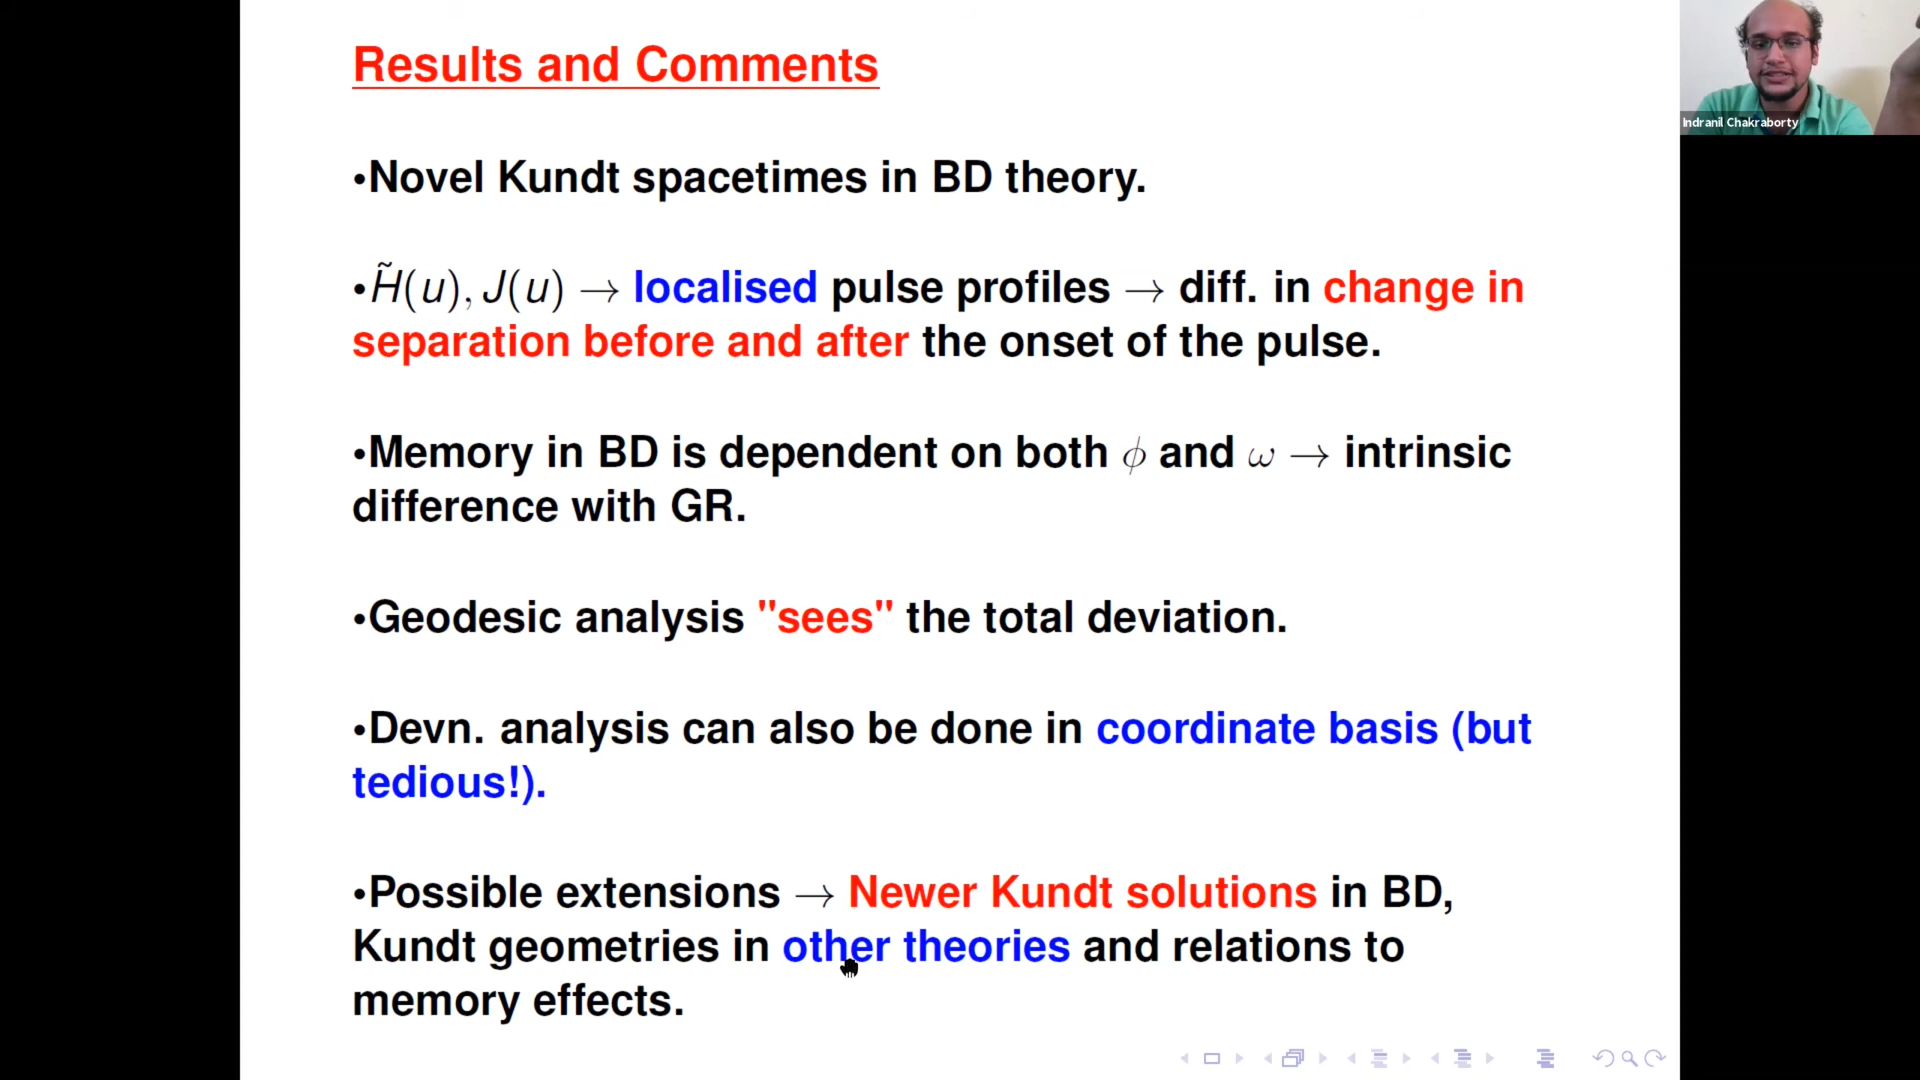 Results and Comments
Indranil Chakraborty
•Novel Kundt spacetimes in BD theory.
•H̃(u), J(u) → localised pulse profiles → diff. in change in
separation before and after the onset of the pulse.
•Memory in BD is dependent on both ϕ and ω → intrinsic
difference with GR.
•Geodesic analysis "sees" the total deviation.
•Devn. analysis can also be done in coordinate basis (but
tedious!).
•Possible extensions → Newer Kundt solutions in BD,
Kundt geometries in other theories and relations to
memory effects.